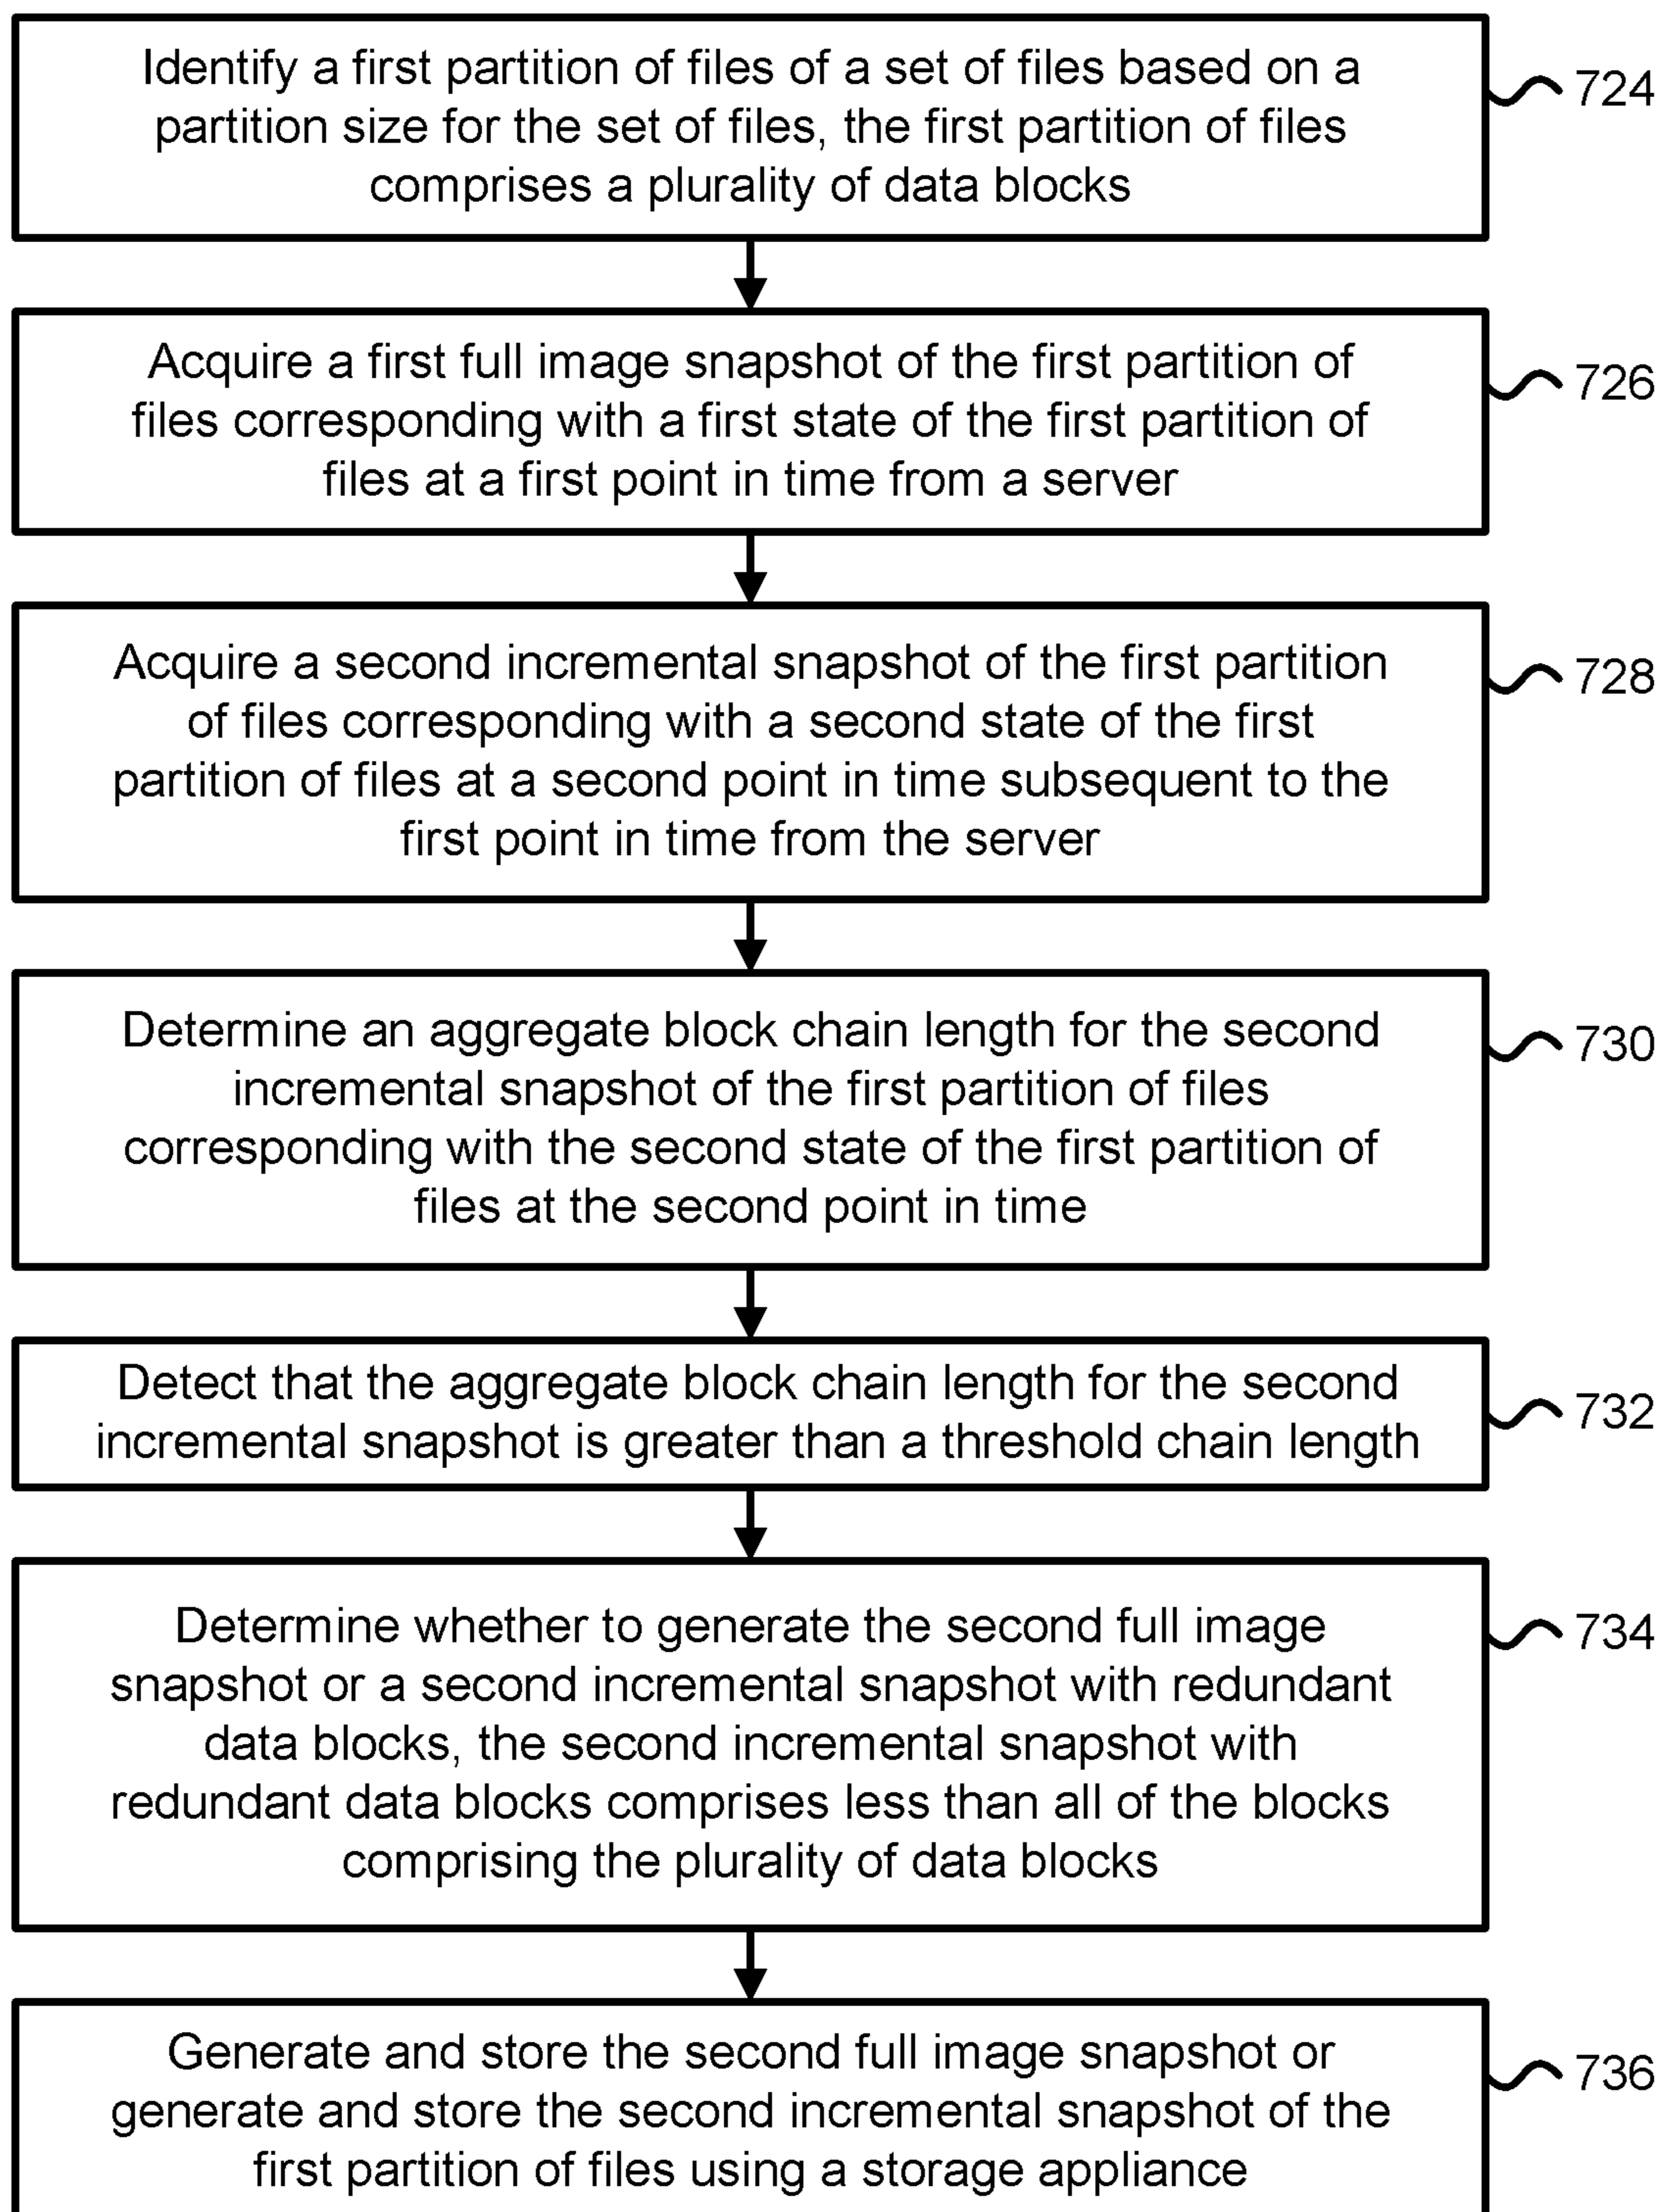 Identify a first partition of files of a set of files based on a
partition size for the set of files, the first partition of files
comprises a plurality of data blocks
724
Acquire a first full image snapshot of the first partition of
files corresponding with a first state of the first partition of
files at a first point in time from a server
726
Acquire a second incremental snapshot of the first partition
of files corresponding with a second state of the first
partition of files at a second point in time subsequent to the
first point in time from the server
728
Determine an aggregate block chain length for the second
incremental snapshot of the first partition of files
corresponding with the second state of the first partition of
files at the second point in time
730
Detect that the aggregate block chain length for the second
incremental snapshot is greater than a threshold chain length
732
Determine whether to generate the second full image
snapshot or a second incremental snapshot with redundant
data blocks, the second incremental snapshot with
redundant data blocks comprises less than all of the blocks
comprising the plurality of data blocks
734
Generate and store the second full image snapshot or
generate and store the second incremental snapshot of the
first partition of files using a storage appliance
736